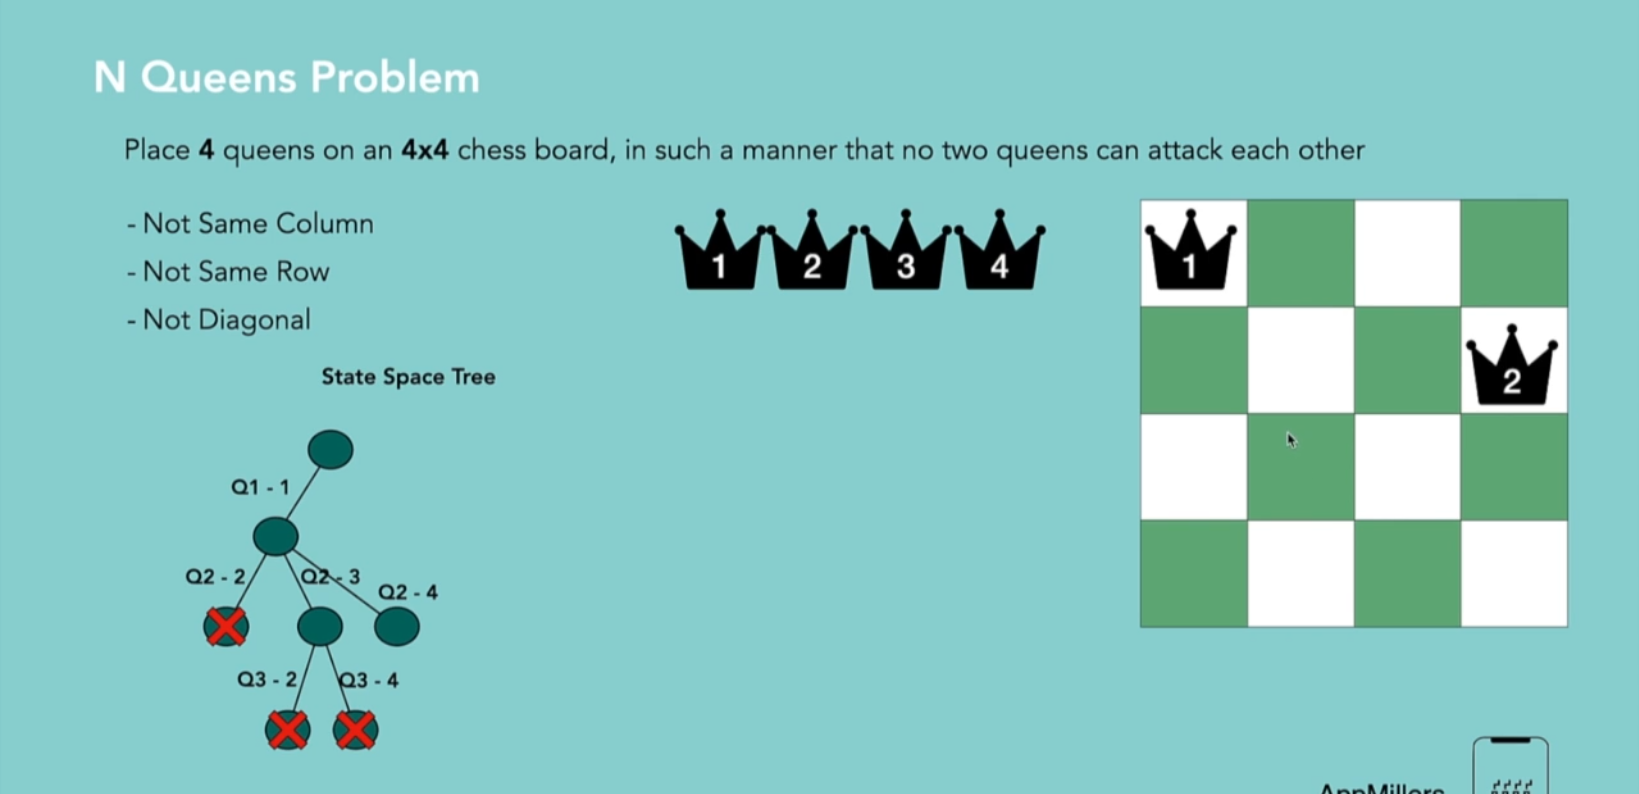 N Queens Problem
Place 4 queens on an 4x4 chess board, in such a manner that no two queens can attack each other
- Not Same Column
- Not Same Row
- Not Diagonal
1 2 3 4
1
2
State Space Tree
Q1 - 1
Q2 - 2
Q2 - 3
Q2 - 4
Q3 - 2
Q3 - 4
AppMillers